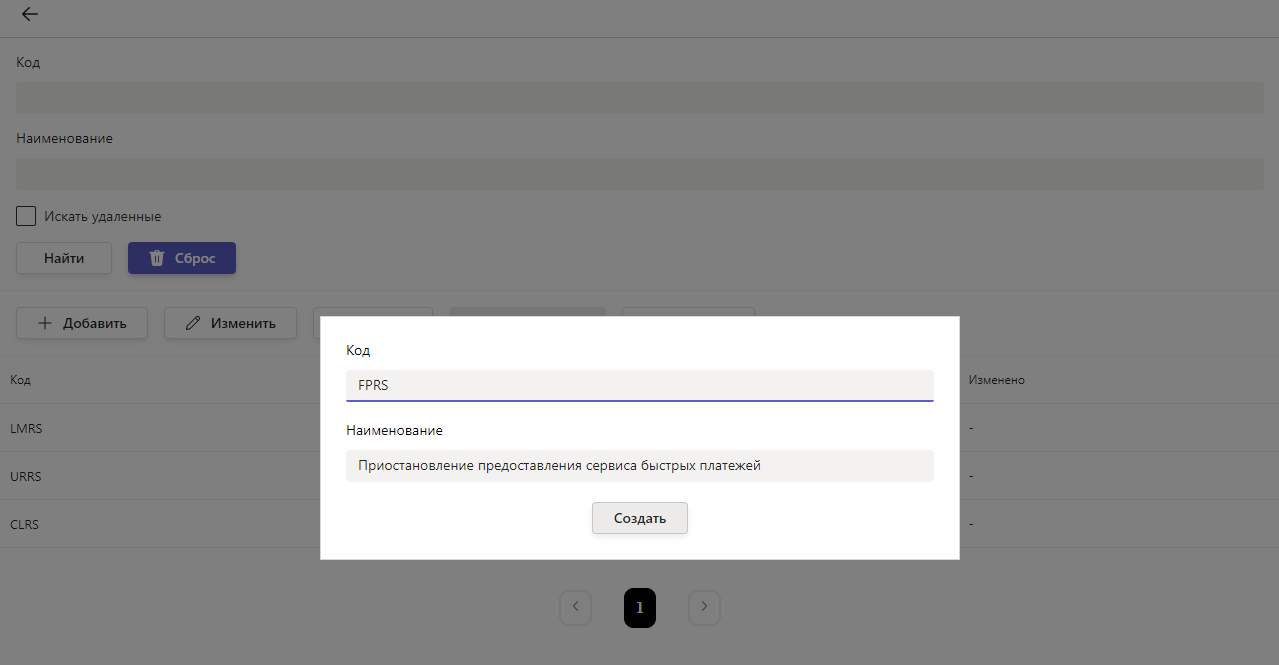 Код
Наименование
Искать удаленные
Найти
Сброс
Добавить
Изменить
Код
FPRS
Наименование
Приостановление предоставления сервиса быстрых платежей
Создать
Код
Изменено
LMRS
-
URRS
-
CLRS
-
1